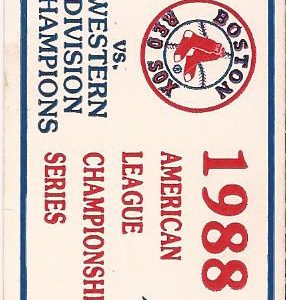 BOSTON
RED SOX
®
vs.
WESTERN
DIVISION
CHAMPIONS
1988
AMERICAN
LEAGUE
CHAMPIONSHIP
SERIES